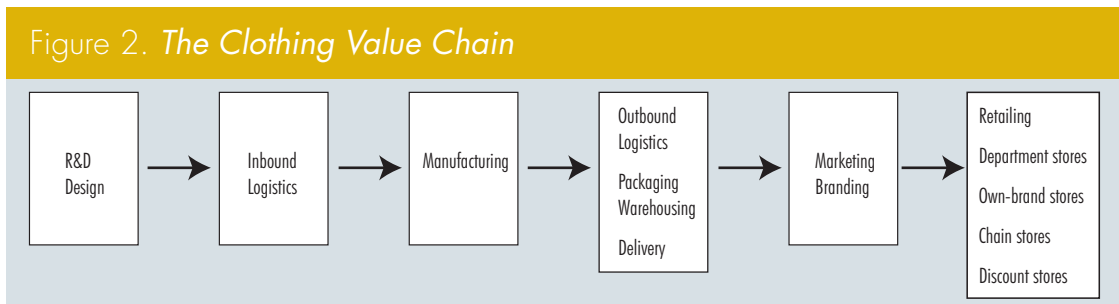 Figure 2. The Clothing Value Chain
R&D
Design
Inbound
Logistics
Manufacturing
Outbound
Logistics
Packaging
Warehousing
Delivery
Marketing
Branding
Retailing
Department stores
Own-brand stores
Chain stores
Discount stores